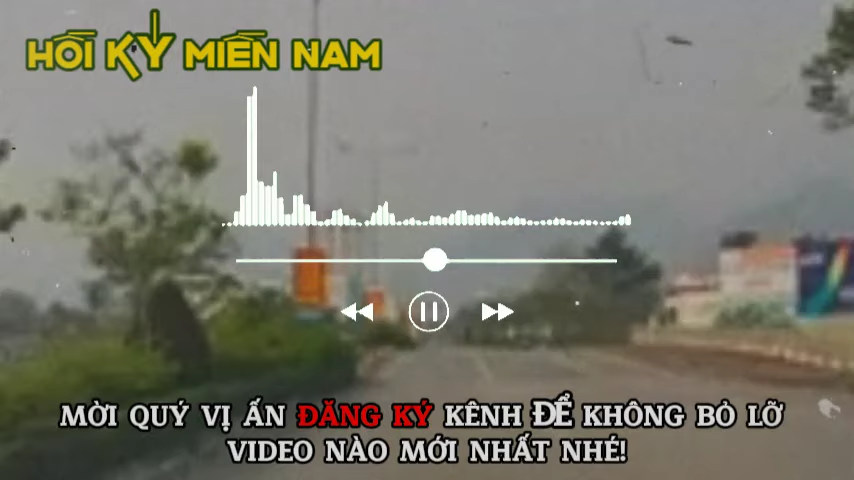 HỒI KÝ MIỀN NAM
MỜI QUÝ VỊ ẤN ĐĂNG KÝ KÊNH ĐỂ KHÔNG BỎ LỠ
VIDEO NÀO MỚI NHẤT NHÉ!